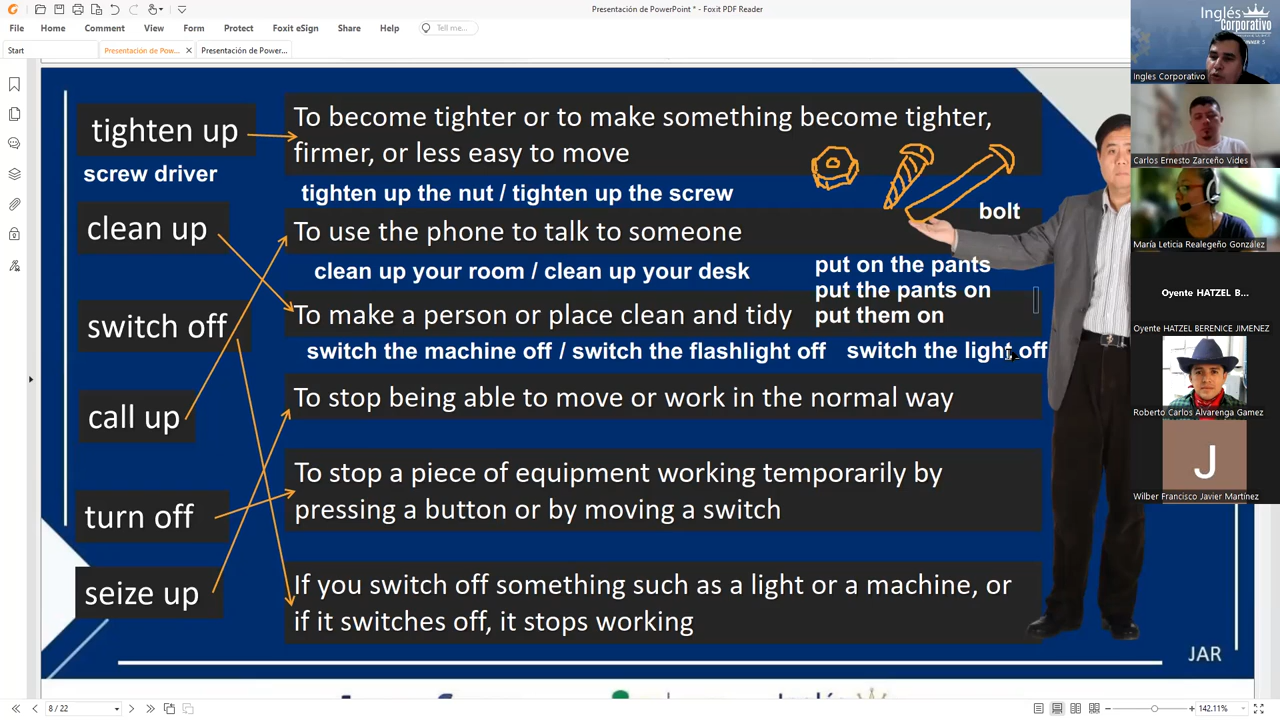 Presentación de PowerPoint * - Foxit PDF Reader
File Home Comment View Form Protect Foxit eSign Share Help Tell me...
Start Presentación de Pow... × Presentación de Power...
tighten up
screw driver
clean up
switch off
call up
turn off
seize up
To become tighter or to make something become tighter,
firmer, or less easy to move
tighten up the nut / tighten up the screw
bolt
To use the phone to talk to someone
clean up your room / clean up your desk
put on the pants
put the pants on
put them on
To make a person or place clean and tidy
switch the machine off / switch the flashlight off
switch the light off
To stop being able to move or work in the normal way
To stop a piece of equipment working temporarily by
pressing a button or by moving a switch
If you switch off something such as a light or a machine, or
if it switches off, it stops working
JAR
Inglés
Corporativo
Ingles Corporativo
Carlos Ernesto Zarceño Vides
María Leticia Realegeño González
Oyente HATZEL B...
Oyente HATZEL BERENICE JIMENEZ
Roberto Carlos Alvarenga Gamez
J
Wilber Francisco Javier Martínez
8 / 22
142.11%